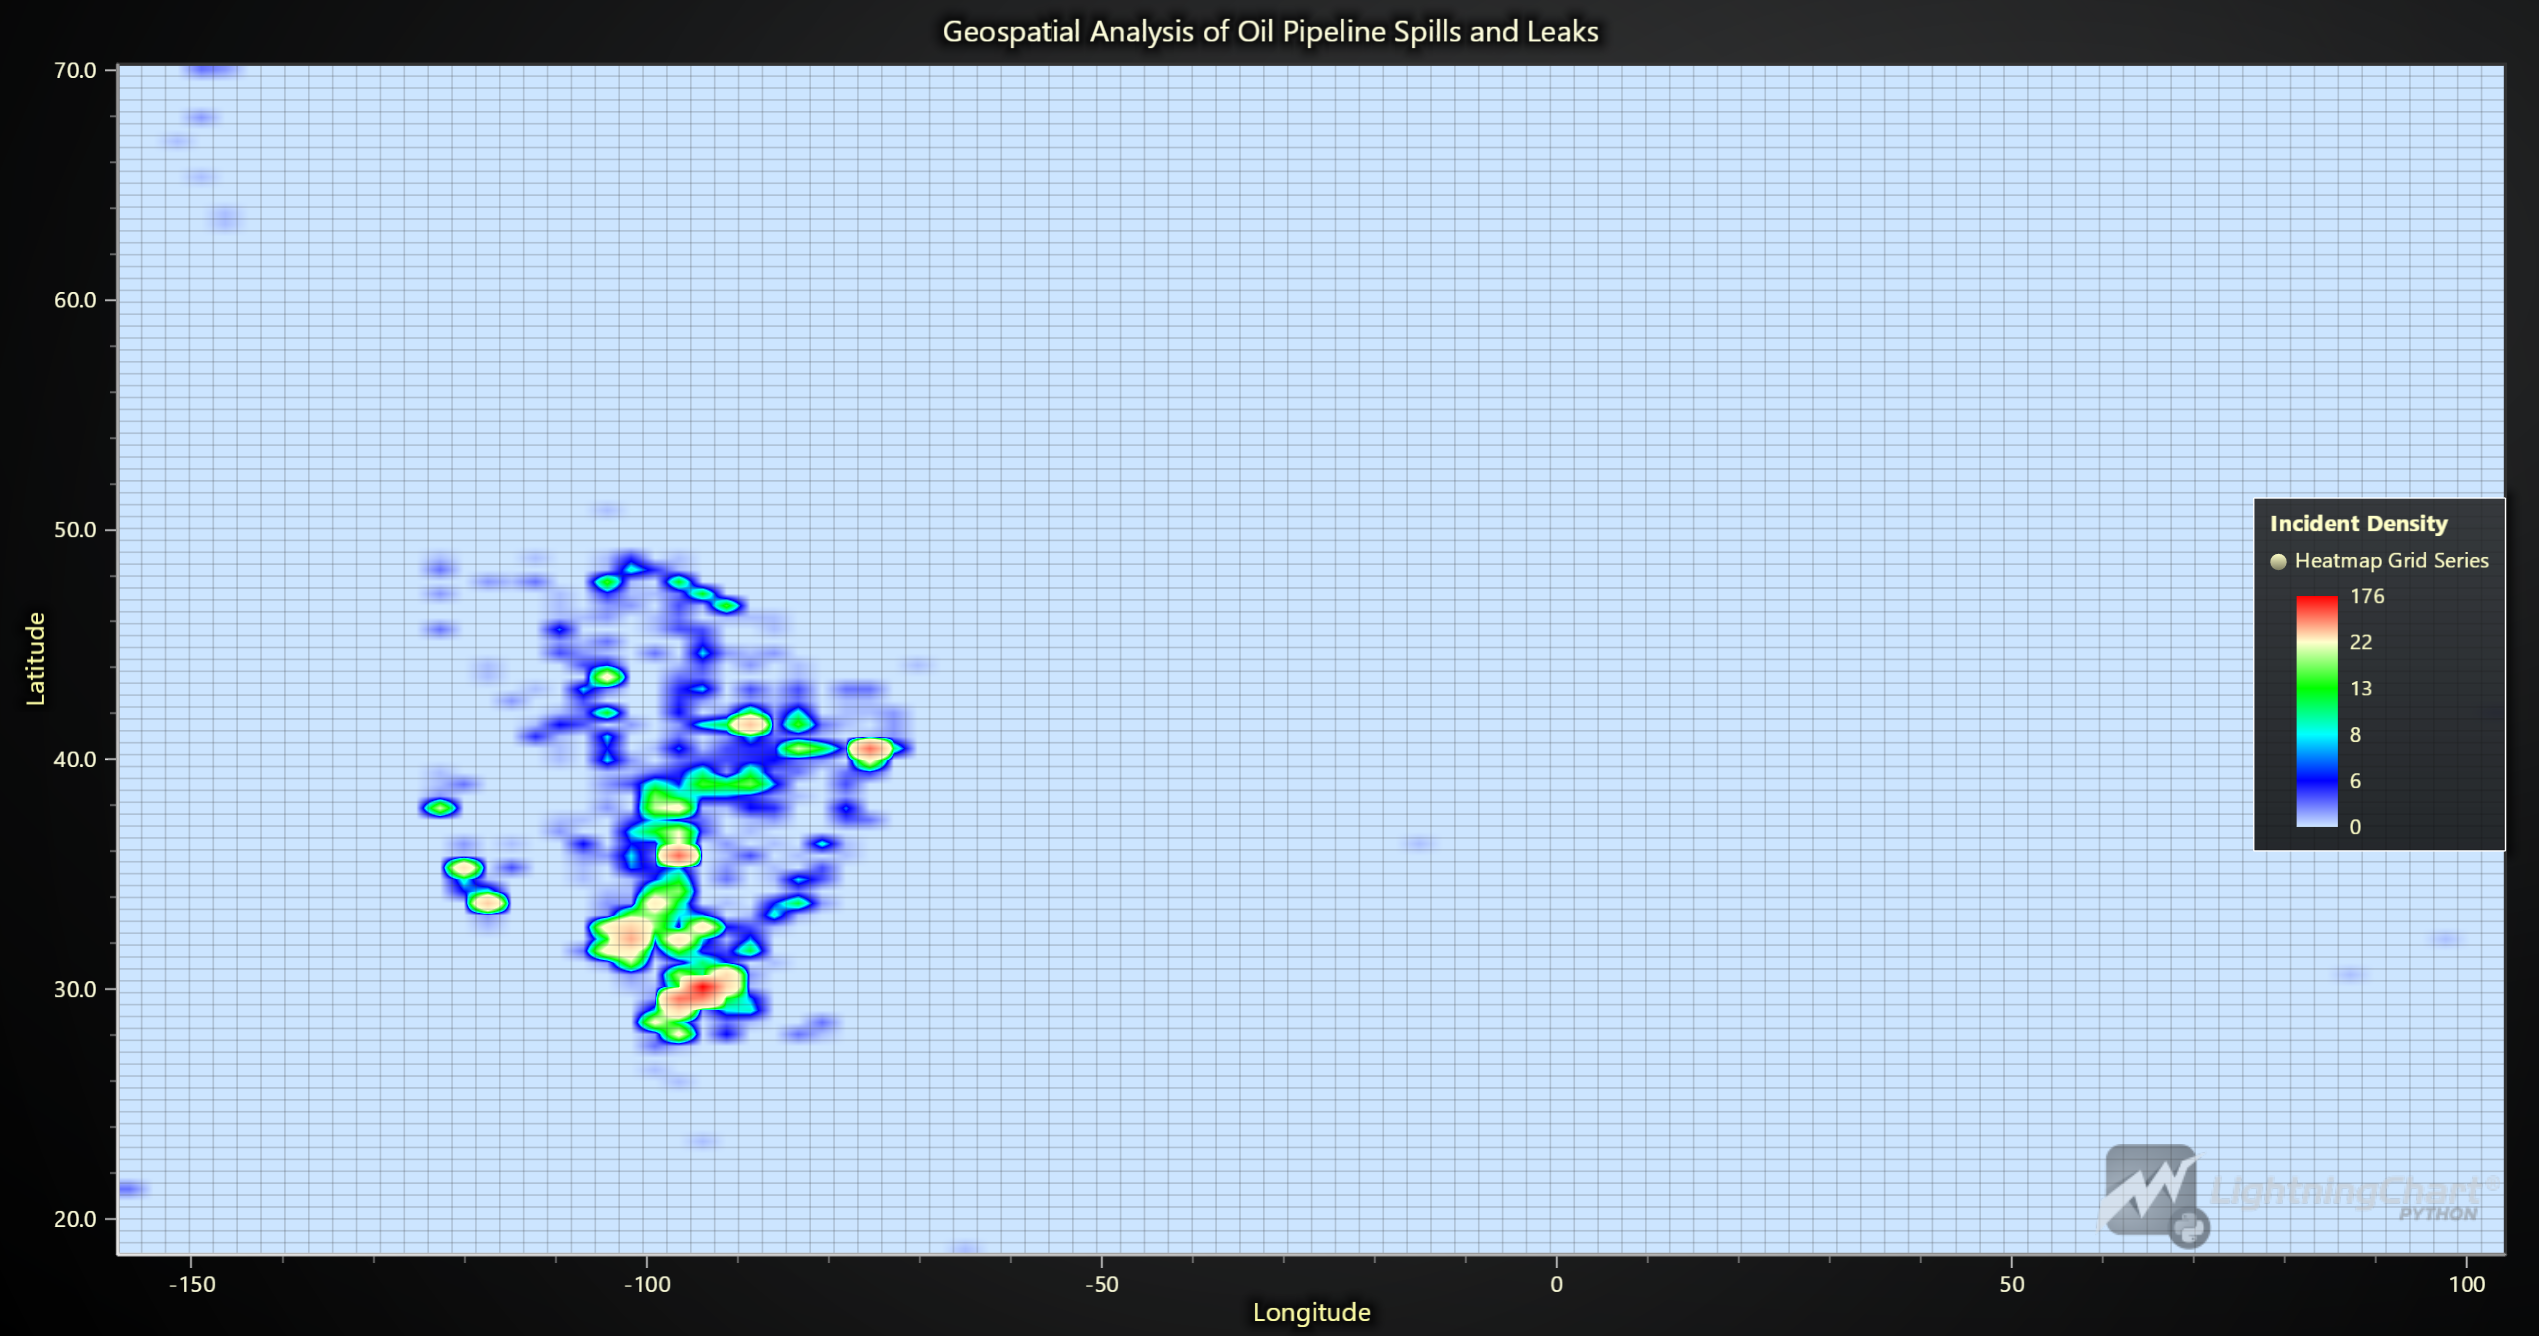 Geospatial Analysis of Oil Pipeline Spills and Leaks
70.0
60.0
50.0
40.0
30.0
20.0
Latitude
-150
-100
-50
0
50
100
Longitude
Incident Density
Heatmap Grid Series
176
22
13
8
6
0
LightningChart®
PYTHON